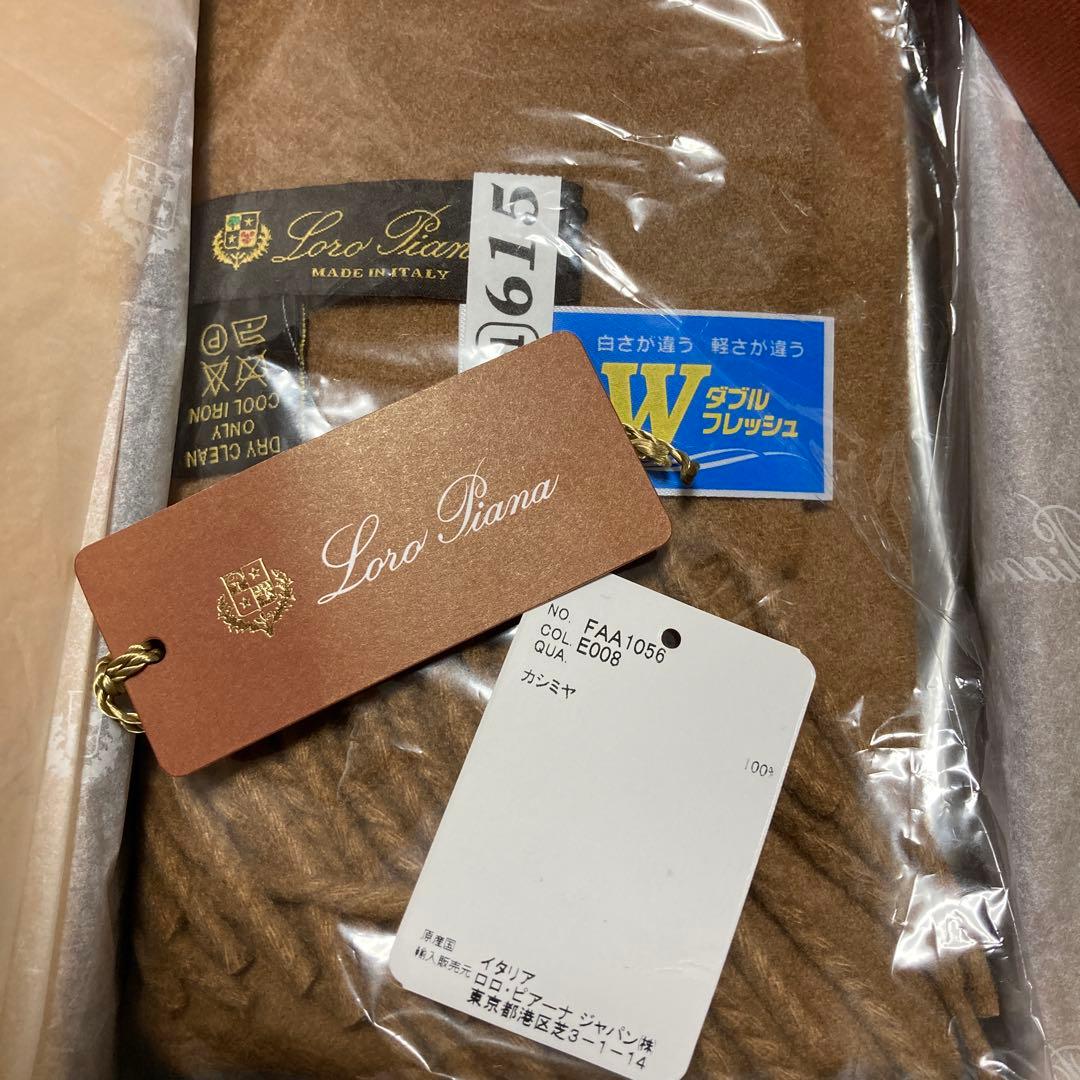 Loro Pian
MADE IN ITALY
615
P
DRY CLEAN
ONLY
COOL IRON
白さが違う 軽さが違う
W ダブル
フレッシュ
Loro Piana
NO. FAA1056
COL. E008
QUA.
カシミヤ
100%
原産国 イタリア
輸入販売元 ロロ・ピアーナ ジャパン㈱
東京都港区芝3-1-14